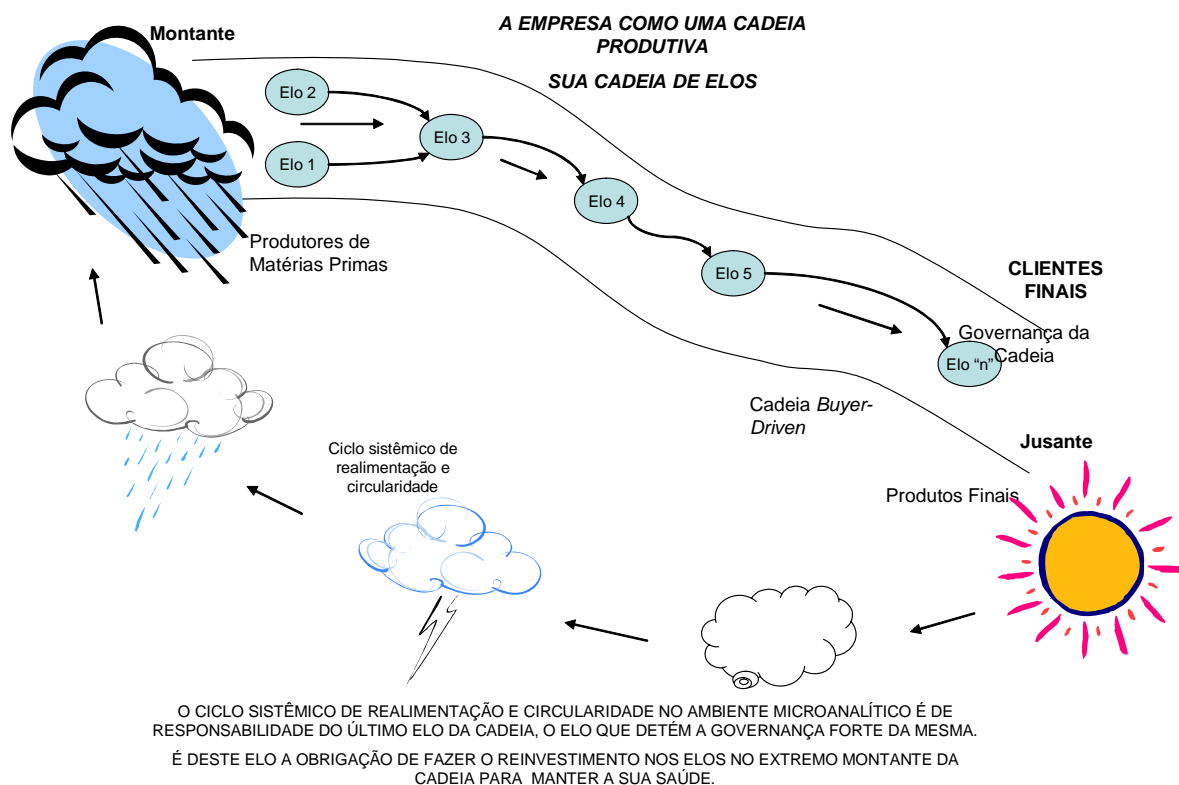 A EMPRESA COMO UMA CADEIA
PRODUTIVA
SUA CADEIA DE ELOS
Montante
Elo 2
Elo 3
Elo 1
Elo 4
Produtores de
Matérias Primas
Elo 5
CLIENTES
FINAIS
Governança da
Cadeia
Elo “n”
Cadeia Buyer-
Driven
Jusante
Ciclo sistêmico de
realimentação e
circularidade
Produtos Finais
O CICLO SISTÊMICO DE REALIMENTAÇÃO E CIRCULARIDADE NO AMBIENTE MICROANALÍTICO É DE
RESPONSABILIDADE DO ÚLTIMO ELO DA CADEIA, O ELO QUE DETÉM A GOVERNANÇA FORTE DA MESMA.
É DESTE ELO A OBRIGAÇÃO DE FAZER O REINVESTIMENTO NOS ELOS NO EXTREMO MONTANTE DA
CADEIA PARA MANTER A SUA SAÚDE.